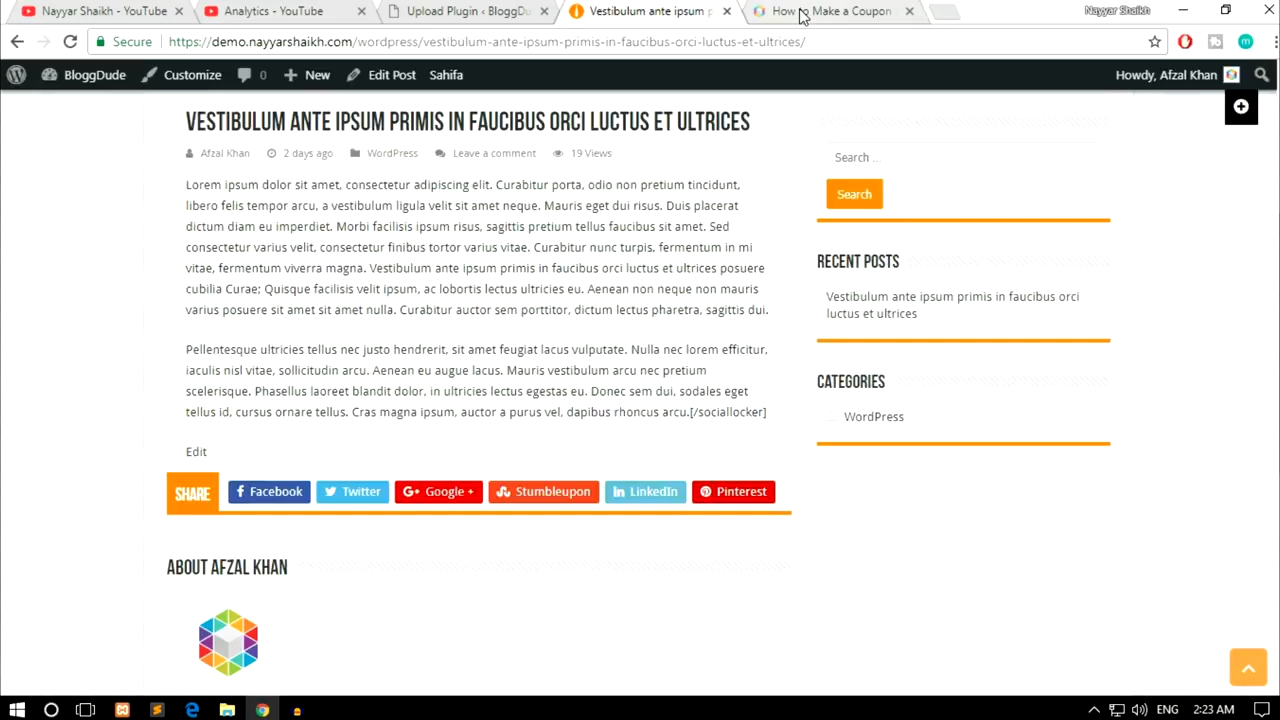 Nayyar Shaikh - YouTube
Analytics - YouTube
Upload Plugin ‹ BloggDu
Vestibulum ante ipsum p
How to Make a Coupon
Nayyar Shaikh
Secure
https://demo.nayyarshaikh.com/wordpress/vestibulum-ante-ipsum-primis-in-faucibus-orci-luctus-et-ultrices/
BloggDude
Customize
0
New
Edit Post
Sahifa
Howdy, Afzal Khan
VESTIBULUM ANTE IPSUM PRIMIS IN FAUCIBUS ORCI LUCTUS ET ULTRICES
Afzal Khan
2 days ago
WordPress
Leave a comment
19 Views
Lorem ipsum dolor sit amet, consectetur adipiscing elit. Curabitur porta, odio non pretium tincidunt,
libero felis tempor arcu, a vestibulum ligula velit sit amet neque. Mauris eget dui risus. Duis placerat
dictum diam eu imperdiet. Morbi facilisis ipsum risus, sagittis pretium tellus faucibus sit amet. Sed
consectetur varius velit, consectetur finibus tortor varius vitae. Curabitur nunc turpis, fermentum in mi
vitae, fermentum viverra magna. Vestibulum ante ipsum primis in faucibus orci luctus et ultrices posuere
cubilia Curae; Quisque facilisis velit ipsum, ac lobortis lectus ultricies eu. Aenean non neque non mauris
varius posuere sit amet sit amet nulla. Curabitur auctor sem porttitor, dictum lectus pharetra, sagittis dui.
Pellentesque ultricies tellus nec justo hendrerit, sit amet feugiat lacus vulputate. Nulla nec lorem efficitur,
iaculis nisl vitae, sollicitudin arcu. Aenean eu augue lacus. Mauris vestibulum arcu nec pretium
scelerisque. Phasellus laoreet blandit dolor, in ultricies lectus egestas eu. Donec sem dui, sodales eget
tellus id, cursus ornare tellus. Cras magna ipsum, auctor a purus vel, dapibus rhoncus arcu.[/sociallocker]
Edit
SHARE
Facebook
Twitter
Google +
Stumbleupon
LinkedIn
Pinterest
ABOUT AFZAL KHAN
Search ...
Search
RECENT POSTS
Vestibulum ante ipsum primis in faucibus orci
luctus et ultrices
CATEGORIES
WordPress
ENG
2:23 AM